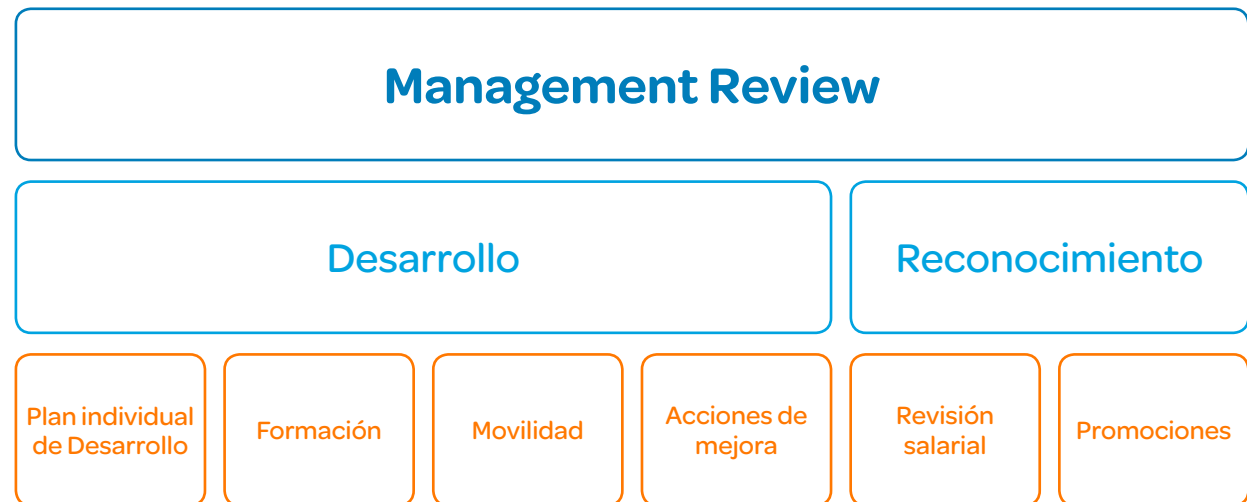 Management Review
Desarrollo
Reconocimiento
Plan individual
de Desarrollo
Formación
Movilidad
Acciones de
mejora
Revisión
salarial
Promociones